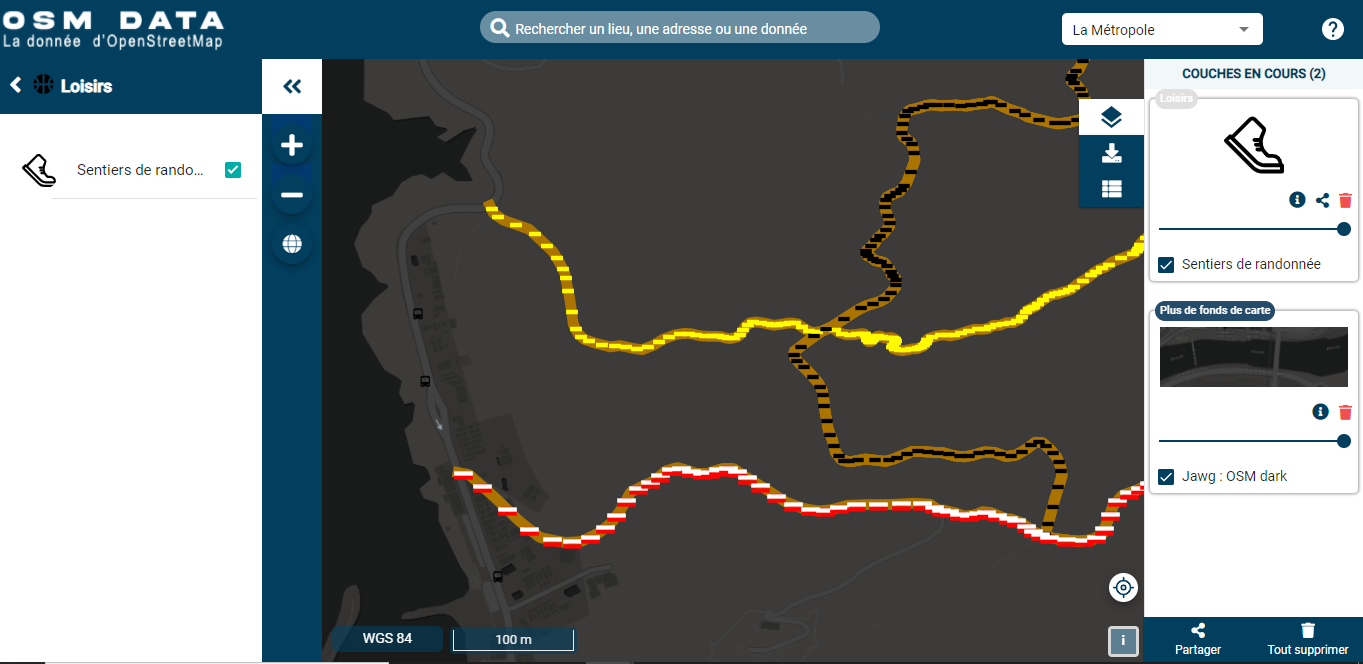 OSM DATA
La donnée d'OpenStreetMap
Rechercher un lieu, une adresse ou une donnée
La Métropole
?
Loisirs
Sentiers de rando...
COUCHES EN COURS (2)
Loisirs
Sentiers de randonnée
Plus de fonds de carte
Jawg : OSM dark
WGS 84
100 m
i
Partager
Tout supprimer